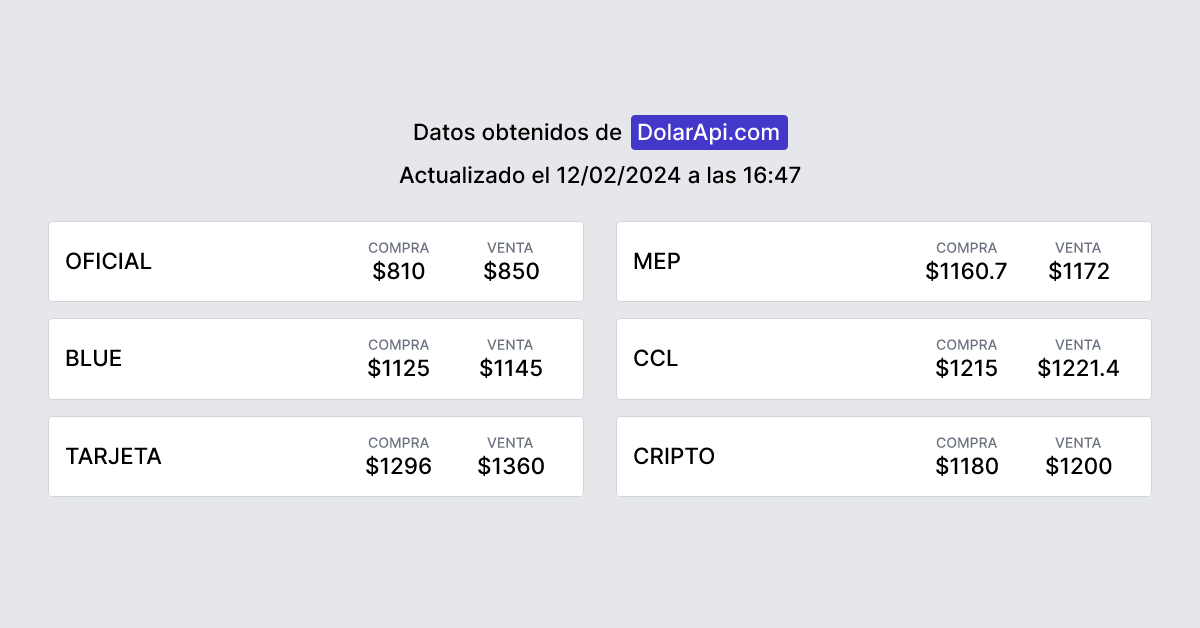 Datos obtenidos de DolarApi.com
Actualizado el 12/02/2024 a las 16:47
OFICIAL
COMPRA VENTA
$810 $850
MEP
COMPRA VENTA
$1160.7 $1172
BLUE
COMPRA VENTA
$1125 $1145
CCL
COMPRA VENTA
$1215 $1221.4
TARJETA
COMPRA VENTA
$1296 $1360
CRIPTO
COMPRA VENTA
$1180 $1200